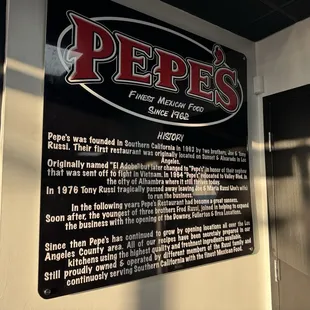 PEPE'S
FINEST MEXICAN FOOD
SINCE 1962
HISTORY
Pepe's was founded in Southern California in 1962 by two brothers, Joe & Tony
Russi. Their first restaurant was originally located on Sunset & Alvarado in Los
Angeles.
Originally named "El Adobe" but later changed to "Pepe's" in honor of their nephew
that was sent off to fight in Vietnam. In 1964 "Pepe's" relocated to Valley Blvd. in
the city of Alhambra where it still resides today.
In 1976 Tony Russi tragically passed away leaving Joe & Maria Russi
to run the business.
In the following years Pepe's Restaurant had become a great success.
Soon after, the youngest of three brothers Fred Russi, joined in helping to expand
the business with the opening of the Downey, Fullerton & Brea Locations.
Since then Pepe's has continued to grow by opening locations all over the Los
Angeles County area. All of our recipes have been secretely prepared in our
kitchens using the highest quality and freshest ingredients available.
Still proudly owned & operated by different members of the Russi family and
continuosly serving Southern California with the finest Mexican Food.